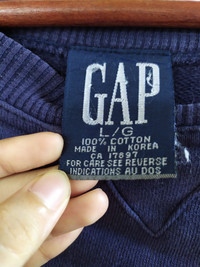 GAP
L/G
100% COTTON
MADE IN KOREA
CA 17897
FOR CARE SEE REVERSE
INDICATIONS AU DOS